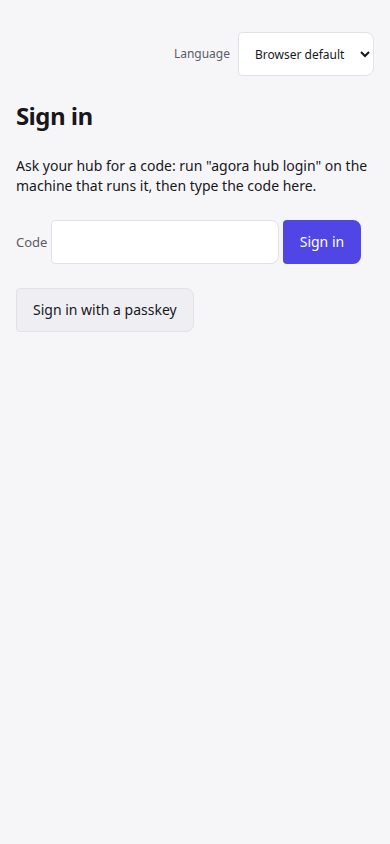 Language Browser default
Sign in
Ask your hub for a code: run "agora hub login" on the
machine that runs it, then type the code here.
Code Sign in
Sign in with a passkey